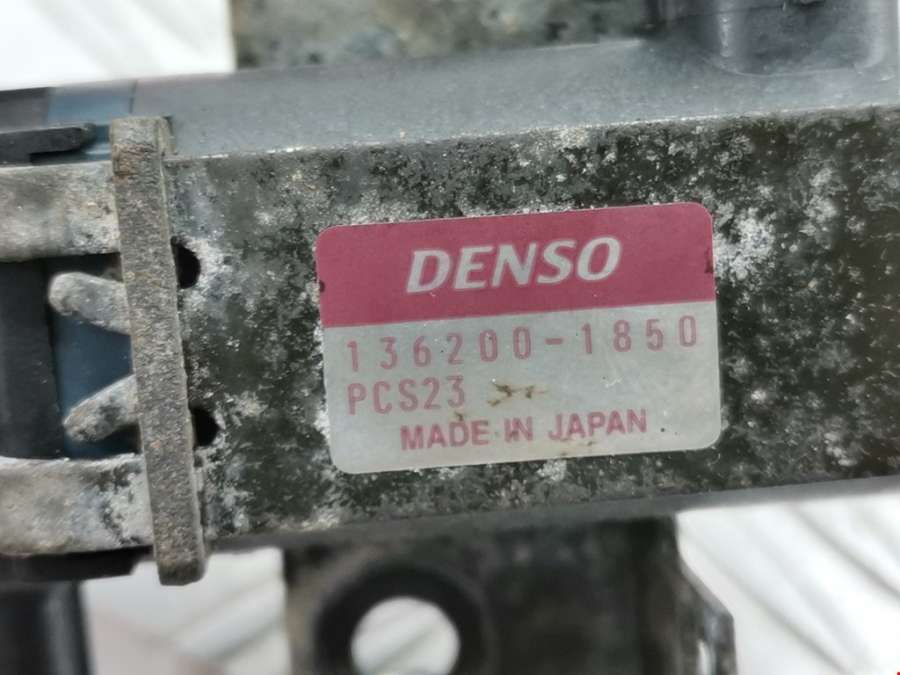 DENSO
136200-1850
PCS23
MADE IN JAPAN